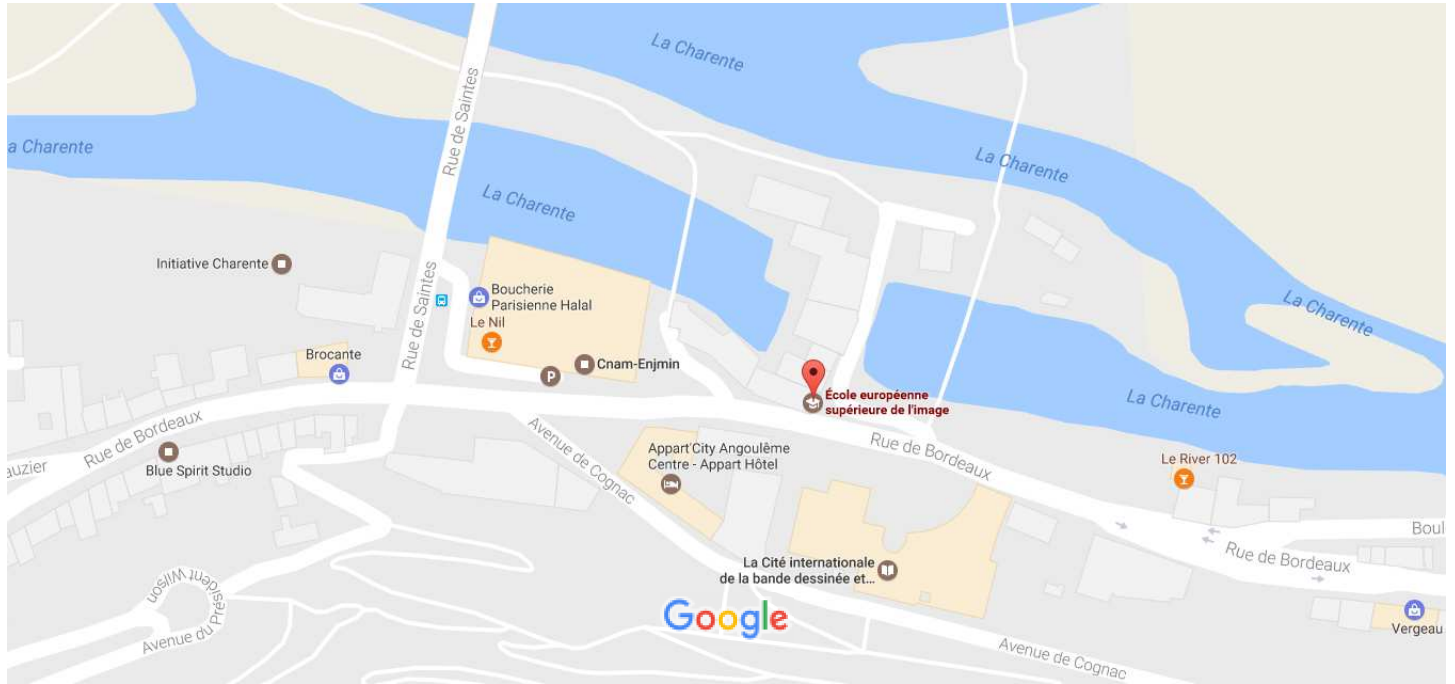 La Charente
Rue de Saintes
La Charente
a Charente
La Charente
Initiative Charente
Boucherie
Parisienne Halal
Le Nil
Rue de Saintes
La Charente
Brocante
Cnam-Enjmin
P
École européenne
supérieure de l'image
La Charente
Rue de Bordeaux
auzier
Blue Spirit Studio
Avenue de Cognac
Appart'City Angoulême
Centre - Appart Hôtel
Rue de Bordeaux
Le River 102
Boul
Rue de Bordeaux
La Cité internationale
de la bande dessinée et...
Avenue du Président Wilson
Google
Vergeau
Avenue de Cognac